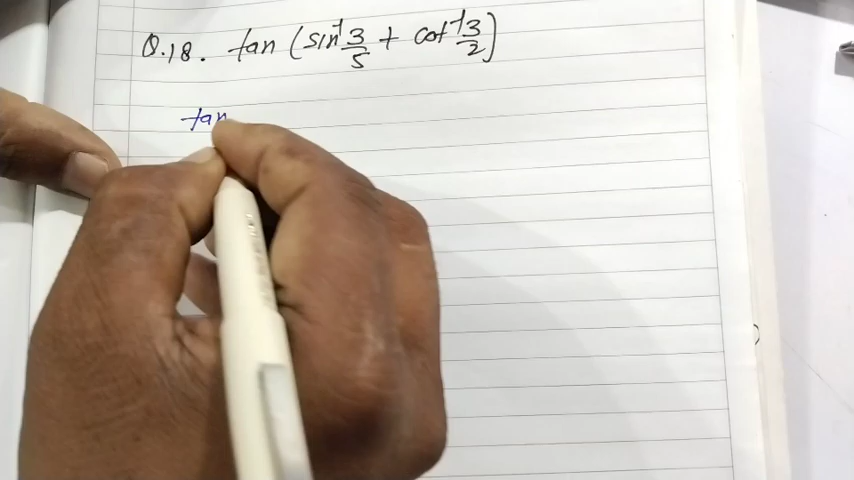 Q.18. tan (sin⁻¹ 3/5 + cot⁻¹ 3/2)
tan